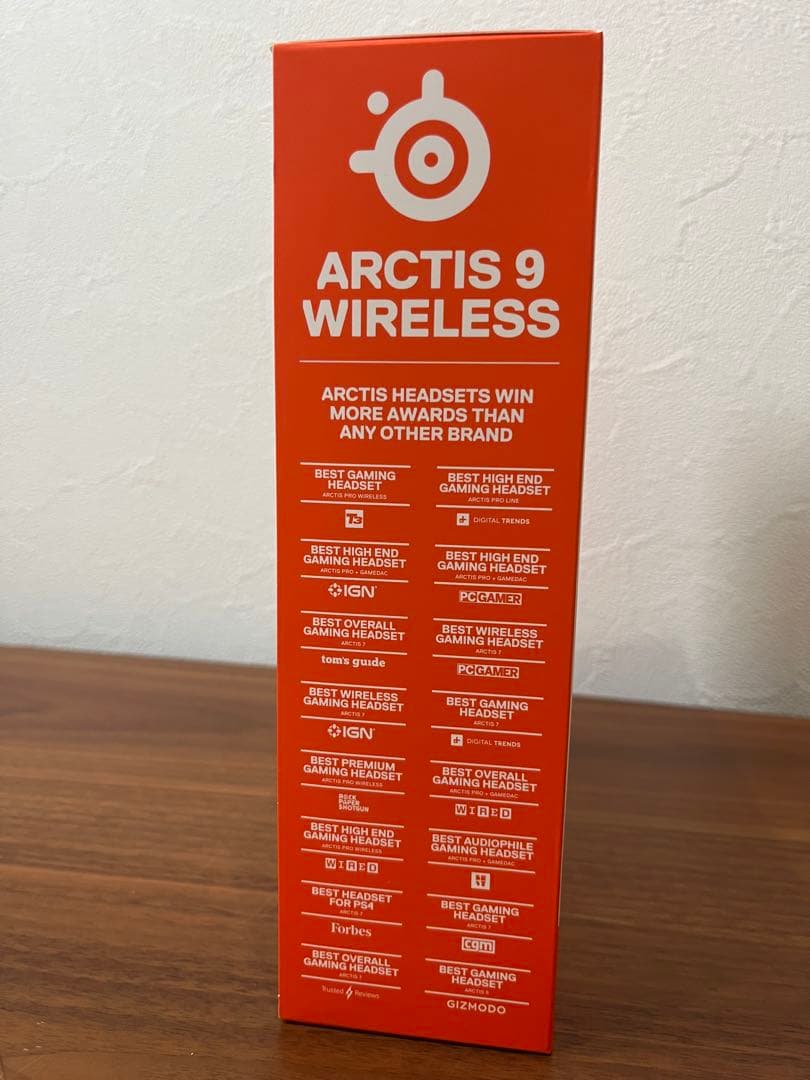 ARCTIS 9
WIRELESS
ARCTIS HEADSETS WIN
MORE AWARDS THAN
ANY OTHER BRAND
BEST GAMING
HEADSET
ARCTIS PRO WIRELESS
T3
BEST HIGH END
GAMING HEADSET
ARCTIS PRO + GAMEDAC
IGN
BEST OVERALL
GAMING HEADSET
ARCTIS 7
tom's guide
BEST WIRELESS
GAMING HEADSET
ARCTIS 7
IGN
BEST PREMIUM
GAMING HEADSET
ARCTIS PRO WIRELESS
ROCK
PAPER
SHOTGUN
BEST HIGH END
GAMING HEADSET
ARCTIS PRO WIRELESS
WIRED
BEST HEADSET
FOR PS4
ARCTIS 7
Forbes
BEST OVERALL
GAMING HEADSET
ARCTIS 7
Trusted Reviews
BEST HIGH END
GAMING HEADSET
ARCTIS PRO LINE
DIGITAL TRENDS
BEST HIGH END
GAMING HEADSET
ARCTIS PRO + GAMEDAC
PC GAMER
BEST WIRELESS
GAMING HEADSET
ARCTIS 7
PC GAMER
BEST GAMING
HEADSET
ARCTIS 7
DIGITAL TRENDS
BEST OVERALL
GAMING HEADSET
ARCTIS PRO + GAMEDAC
WIRED
BEST AUDIOPHILE
GAMING HEADSET
ARCTIS PRO + GAMEDAC
BEST GAMING
HEADSET
ARCTIS 7
cgm
BEST GAMING
HEADSET
ARCTIS 5
GIZMODO